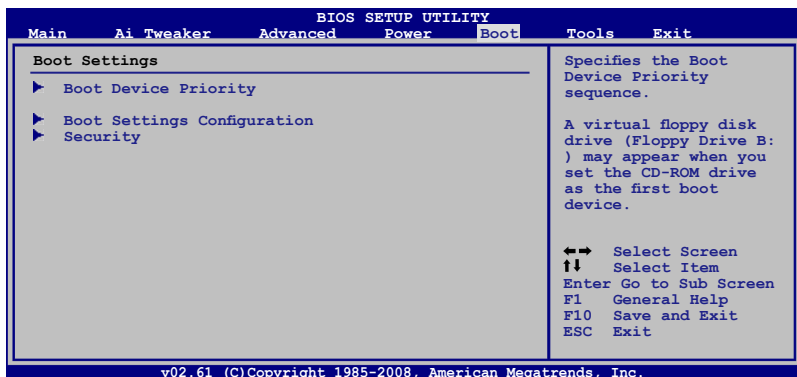 BIOS SETUP UTILITY
Main Ai Tweaker Advanced Power Boot Tools Exit
Boot Settings
Boot Device Priority
Boot Settings Configuration
Security
Specifies the Boot
Device Priority
sequence.
A virtual floppy disk
drive (Floppy Drive B:
) may appear when you
set the CD-ROM drive
as the first boot
device.
←→ Select Screen
↑↓ Select Item
Enter Go to Sub Screen
F1 General Help
F10 Save and Exit
ESC Exit
v02.61 (C)Copyright 1985-2008, American Megatrends, Inc.